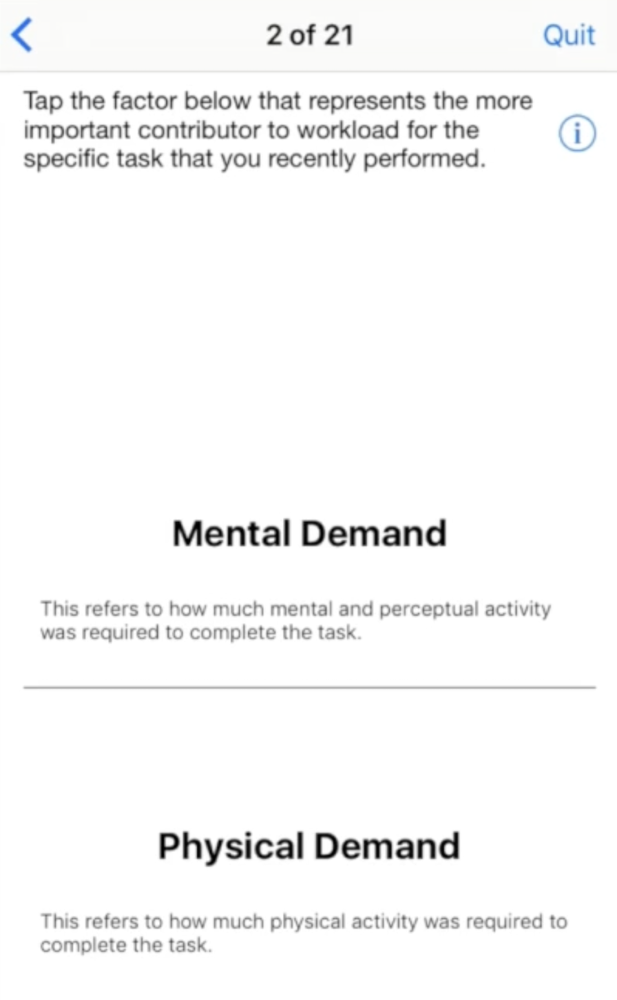 2 of 21
Quit
Tap the factor below that represents the more
important contributor to workload for the
specific task that you recently performed.
i
Mental Demand
This refers to how much mental and perceptual activity
was required to complete the task.
Physical Demand
This refers to how much physical activity was required to
complete the task.